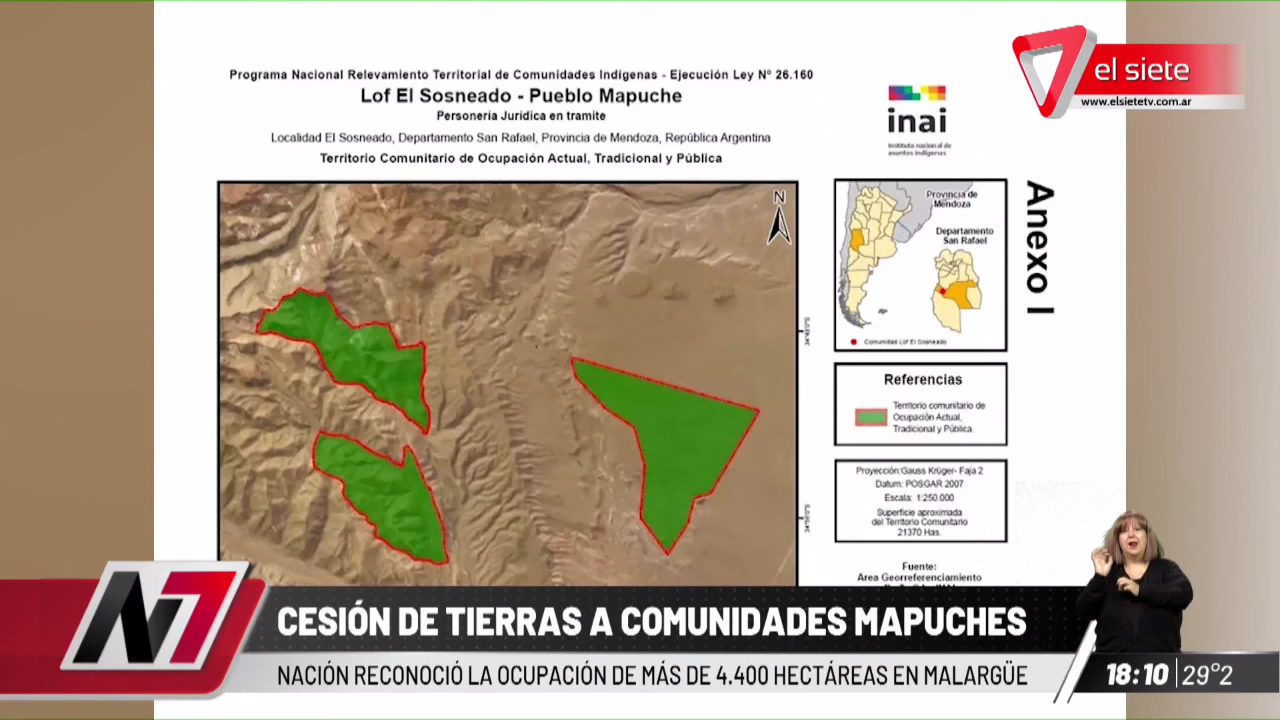 Programa Nacional Relevamiento Territorial de Comunidades Indígenas - Ejecución Ley Nº 26.160
Lof El Sosneado - Pueblo Mapuche
Personería Jurídica en tramite
Localidad El Sosneado, Departamento San Rafael, Provincia de Mendoza, República Argentina
Territorio Comunitario de Ocupación Actual, Tradicional y Pública
inai
Instituto nacional de
asuntos indígenas
el siete
www.elsietetv.com.ar
Anexo I
N
Provincia de
Mendoza
Departamento
San Rafael
Comunidad Lof El Sosneado
Referencias
Territorio comunitario de
Ocupación Actual,
Tradicional y Pública.
Proyección:Gauss Krüger- Faja 2
Datum: POSGAR 2007
Escala: 1:250.000
Superficie aproximada
del Territorio Comunitario
21370 Has.
Fuente:
Area Georreferenciamiento
N7
CESIÓN DE TIERRAS A COMUNIDADES MAPUCHES
NACIÓN RECONOCIÓ LA OCUPACIÓN DE MÁS DE 4.400 HECTÁREAS EN MALARGÜE
18:10 29°2